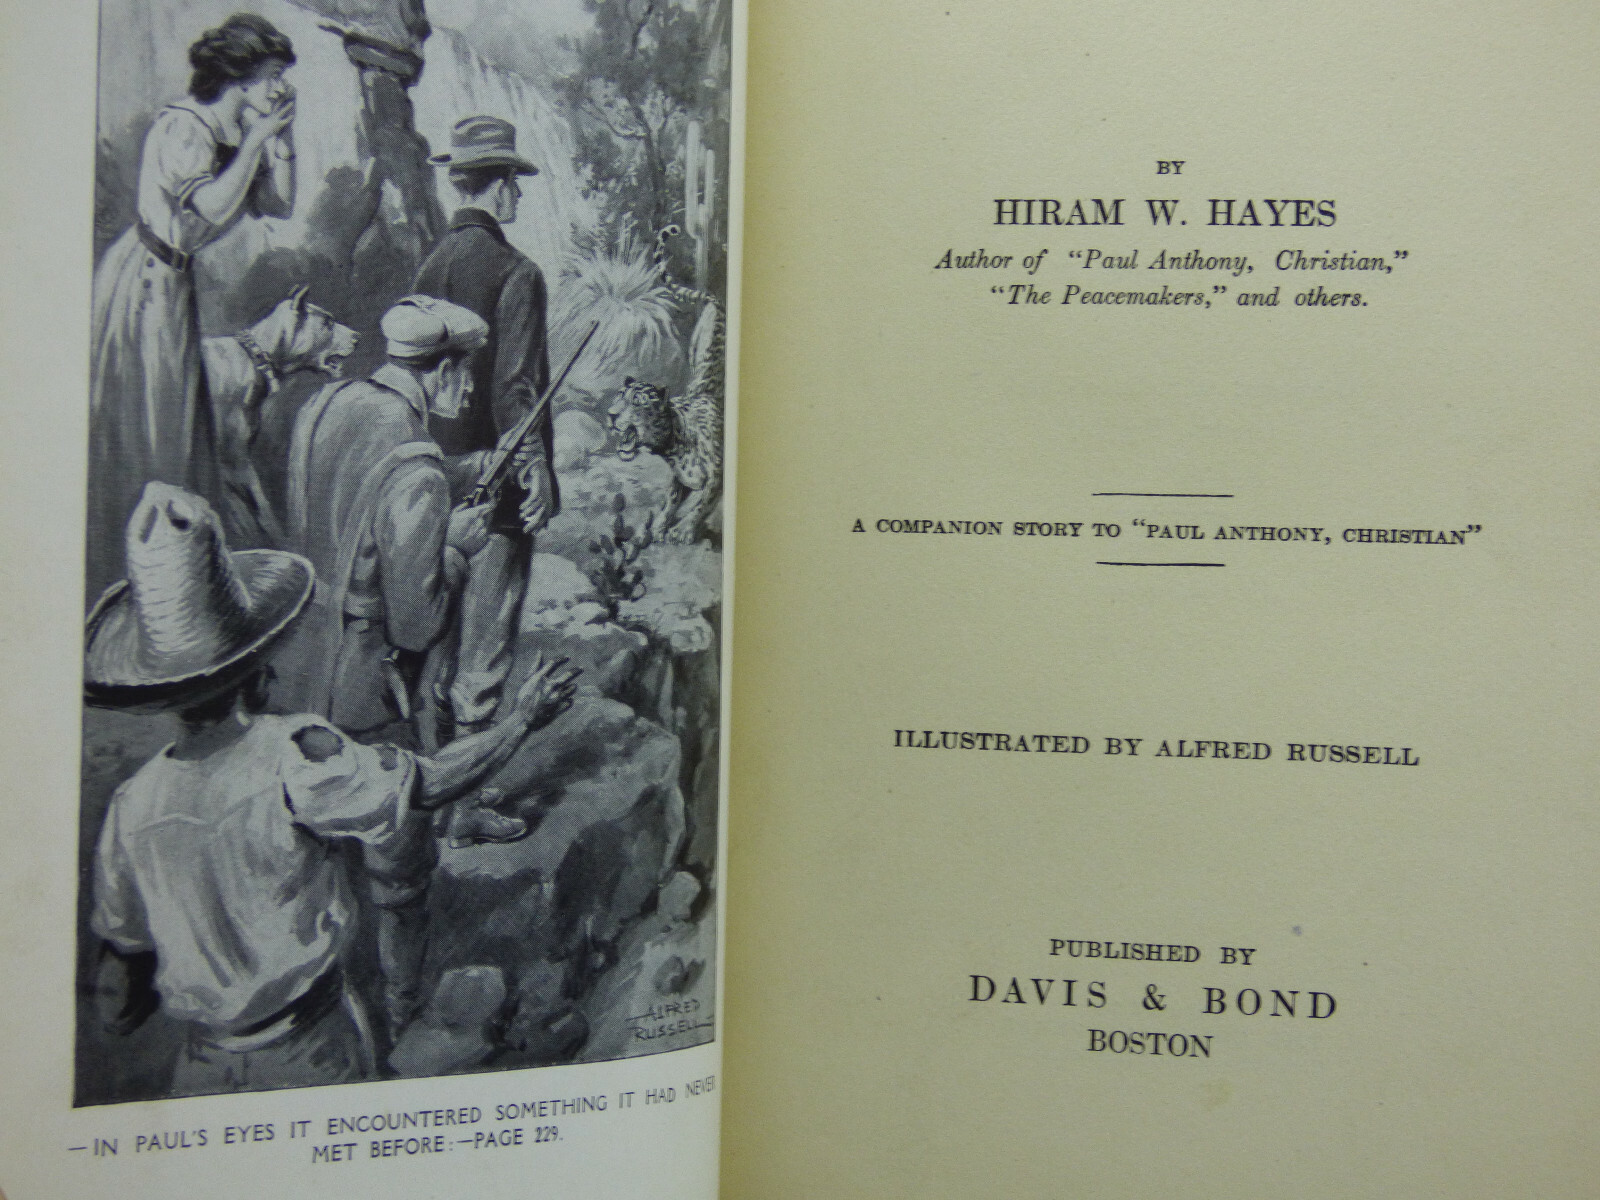 ALFRED
RUSSELL
—IN PAUL'S EYES IT ENCOUNTERED SOMETHING IT HAD NEVER
MET BEFORE:—PAGE 229.
BY
HIRAM W. HAYES
Author of "Paul Anthony, Christian,"
"The Peacemakers," and others.
A COMPANION STORY TO "PAUL ANTHONY, CHRISTIAN"
ILLUSTRATED BY ALFRED RUSSELL
PUBLISHED BY
DAVIS & BOND
BOSTON